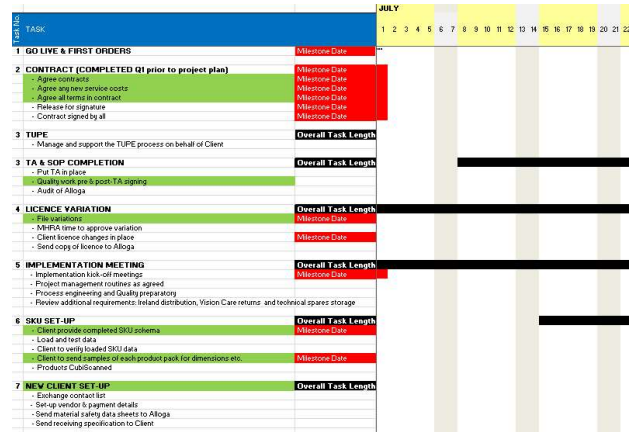 JULY
Task No. TASK 1 2 3 4 5 6 7 8 9 10 11 12 13 14 15 16 17 18 19 20 21 22
1 GO LIVE & FIRST ORDERS Milestone Date ***
2 CONTRACT (COMPLETED Q1 prior to project plan) Milestone Date
- Agree contracts Milestone Date
- Agree any new service costs Milestone Date
- Agree all terms in contract Milestone Date
- Release for signature Milestone Date
- Contract signed by all Milestone Date
3 TUPE Overall Task Length
- Manage and support the TUPE process on behalf of Client
3 TA & SOP COMPLETION Overall Task Length
- Put TA in place
- Quality work pre & post-TA signing
- Audit of Alloga
4 LICENCE VARIATION Overall Task Length
- File variations Milestone Date
- MHRA time to approve variation
- Client licence changes in place Milestone Date
- Send copy of licence to Alloga
5 IMPLEMENTATION MEETING Overall Task Length
- Implementation kick-off meetings Milestone Date
- Project management routines as agreed
- Process engineering and Quality preparatory
- Review additional requirements: Ireland distribution, Vision Care returns and technical spares storage
6 SKU SET-UP Overall Task Length
- Client provide completed SKU schema Milestone Date
- Load and test data
- Client to verify loaded SKU data
- Client to send samples of each product pack for dimensions etc. Milestone Date
- Products CubiScanned
7 NEW CLIENT SET-UP Overall Task Length
- Exchange contact list
- Set-up vendor & payment details
- Send material safety data sheets to Alloga
- Send receiving specification to Client